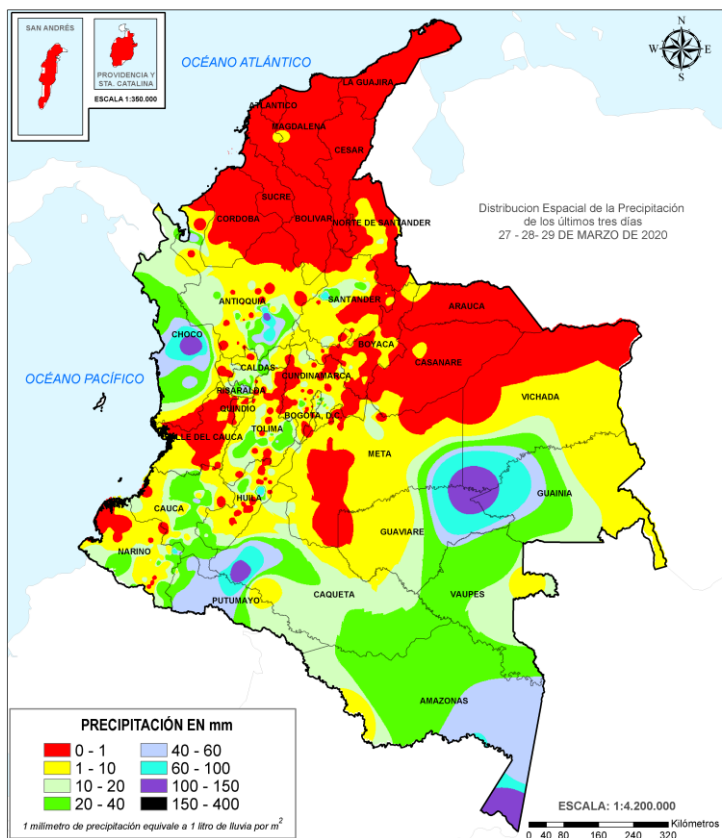 SAN ANDRÉS
PROVIDENCIA Y
STA. CATALINA
ESCALA 1:350.000
OCÉANO ATLÁNTICO
N
W
E
S
LA GUAJIRA
ATLANTICO
MAGDALENA
CESAR
SUCRE
CORDOBA
BOLIVAR
NORTE DE SANTANDER
Distribucion Espacial de la Precipitación
de los últimos tres días
27 - 28- 29 DE MARZO DE 2020
ANTIOQUIA
SANTANDER
ARAUCA
CHOCO
BOYACA
CASANARE
OCÉANO PACÍFICO
CALDAS
CUNDINAMARCA
RISARALDA
VICHADA
QUINDIO
BOGOTA, D.C.
VALLE DEL CAUCA
TOLIMA
META
GUAINIA
HUILA
CAUCA
GUAVIARE
NARINO
CAQUETA
VAUPES
PUTUMAYO
AMAZONAS
PRECIPITACIÓN EN mm
0 - 1
40 - 60
1 - 10
60 - 100
10 - 20
100 - 150
20 - 40
150 - 400
1 milimetro de precipitación equivale a 1 litro de lluvia por m²
ESCALA: 1:4.200.000
Kilómetros
0 40 80 160 240 320